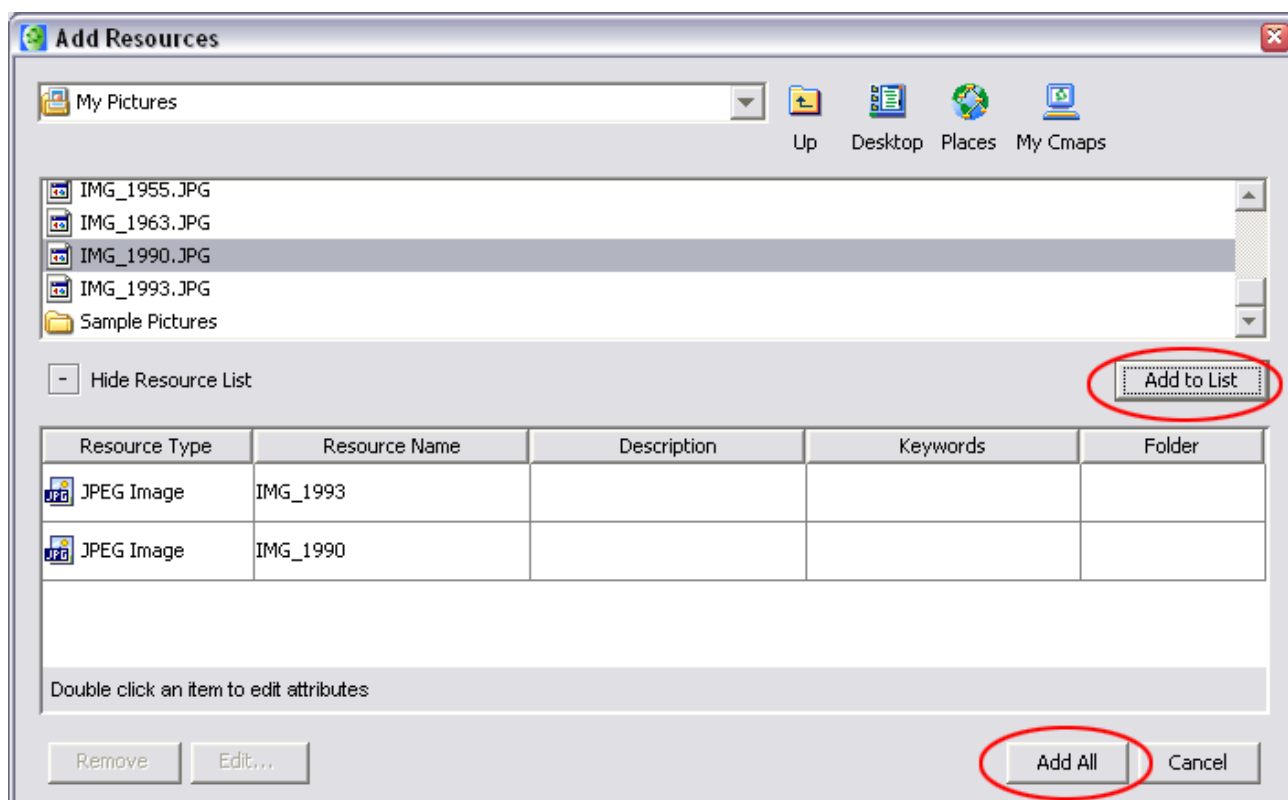 Add Resources
My Pictures
Up Desktop Places My Cmaps
IMG_1955.JPG
IMG_1963.JPG
IMG_1990.JPG
IMG_1993.JPG
Sample Pictures
- Hide Resource List
Add to List
Resource Type Resource Name Description Keywords Folder
JPG JPEG Image IMG_1993
JPG JPEG Image IMG_1990
Double click an item to edit attributes
Remove Edit... Add All Cancel